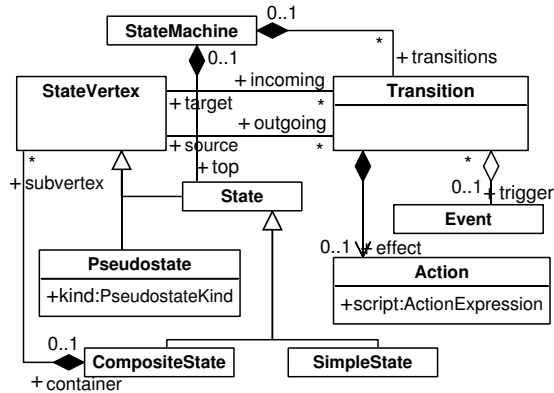 0..1
StateMachine
0..1
*
+ transitions
StateVertex
+ incoming
Transition
+ target
*
+ outgoing
+ source
*
*
+ subvertex
+ top
*
0..1
+ trigger
State
Event
0..1
+ effect
Pseudostate
+kind:PseudostateKind
Action
+script:ActionExpression
0..1
CompositeState
SimpleState
+ container